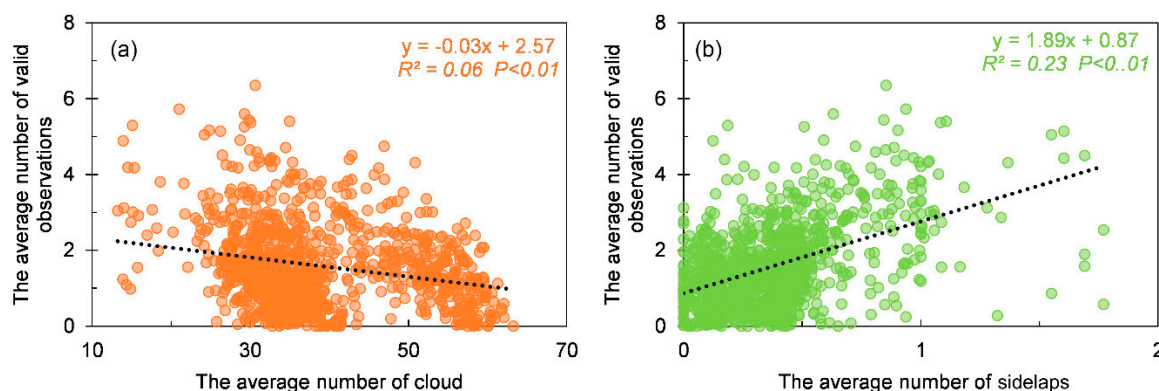 (a)
y = -0.03x + 2.57
R² = 0.06 P<0.01
The average number of valid
observations
8
6
4
2
0
10
30
50
70
The average number of cloud
(b)
y = 1.89x + 0.87
R² = 0.23 P<0..01
The average number of valid
observations
8
6
4
2
0
0
1
2
The average number of sidelaps